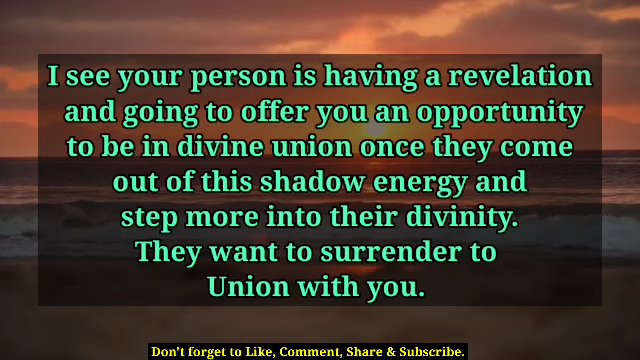 I see your person is having a revelation
and going to offer you an opportunity
to be in divine union once they come
out of this shadow energy and
step more into their divinity.
They want to surrender to
Union with you.
Don't forget to Like, Comment, Share & Subscribe.